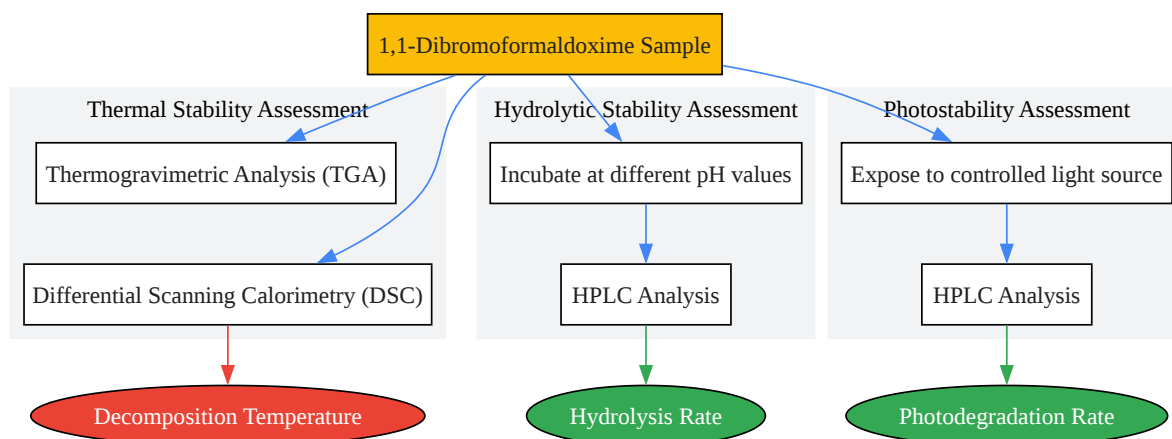 1,1-Dibromoformaldoxime Sample
Thermal Stability Assessment
Hydrolytic Stability Assessment
Photostability Assessment
Thermogravimetric Analysis (TGA)
Incubate at different pH values
Expose to controlled light source
Differential Scanning Calorimetry (DSC)
HPLC Analysis
HPLC Analysis
Decomposition Temperature
Hydrolysis Rate
Photodegradation Rate